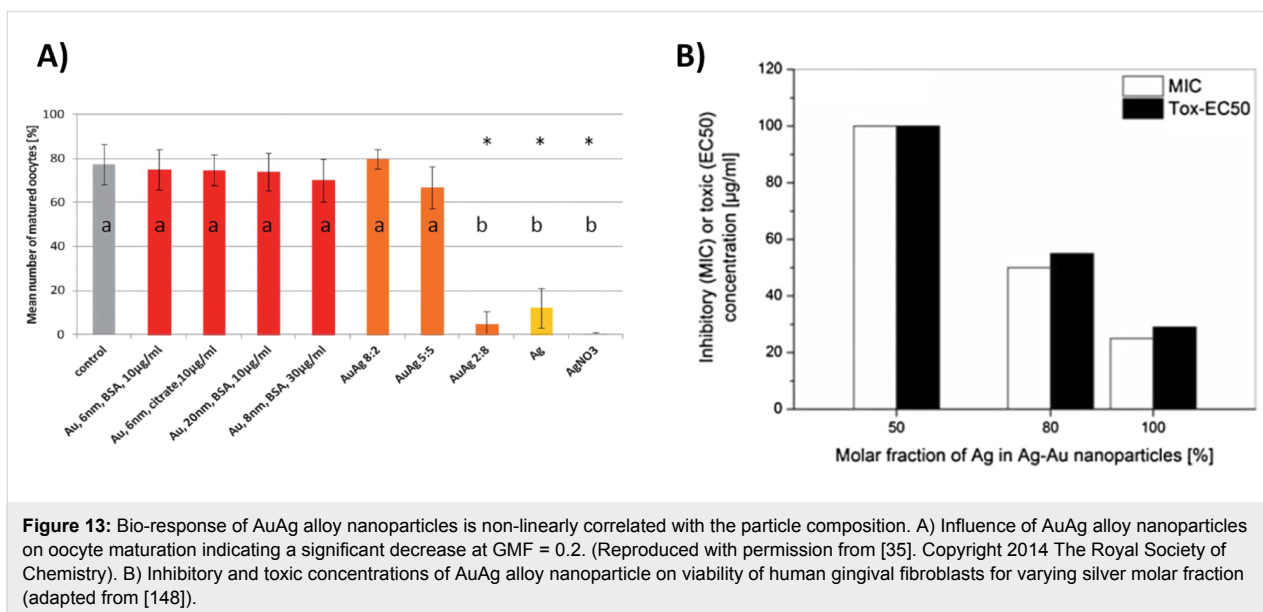 A)
Mean number of matured oocytes [%]
100
80
60
40
20
0
* * *
a a a a a a a b b b
control
Au, 6nm, BSA, 10µg/ml
Au, 6nm, citrate,10µg/ml
Au, 20nm, BSA, 10µg/ml
Au, 8nm, BSA, 30µg/ml
AuAg 8:2
AuAg 5:5
AuAg 2:8
Ag
AgNO3
B)
Inhibitory (MIC) or toxic (EC50)
concentration [µg/ml]
120
100
80
60
40
20
0
MIC
Tox-EC50
50 80 100
Molar fraction of Ag in Ag-Au nanoparticles [%]
Figure 13: Bio-response of AuAg alloy nanoparticles is non-linearly correlated with the particle composition. A) Influence of AuAg alloy nanoparticles
on oocyte maturation indicating a significant decrease at GMF = 0.2. (Reproduced with permission from [35]. Copyright 2014 The Royal Society of
Chemistry). B) Inhibitory and toxic concentrations of AuAg alloy nanoparticle on viability of human gingival fibroblasts for varying silver molar fraction
(adapted from [148]).